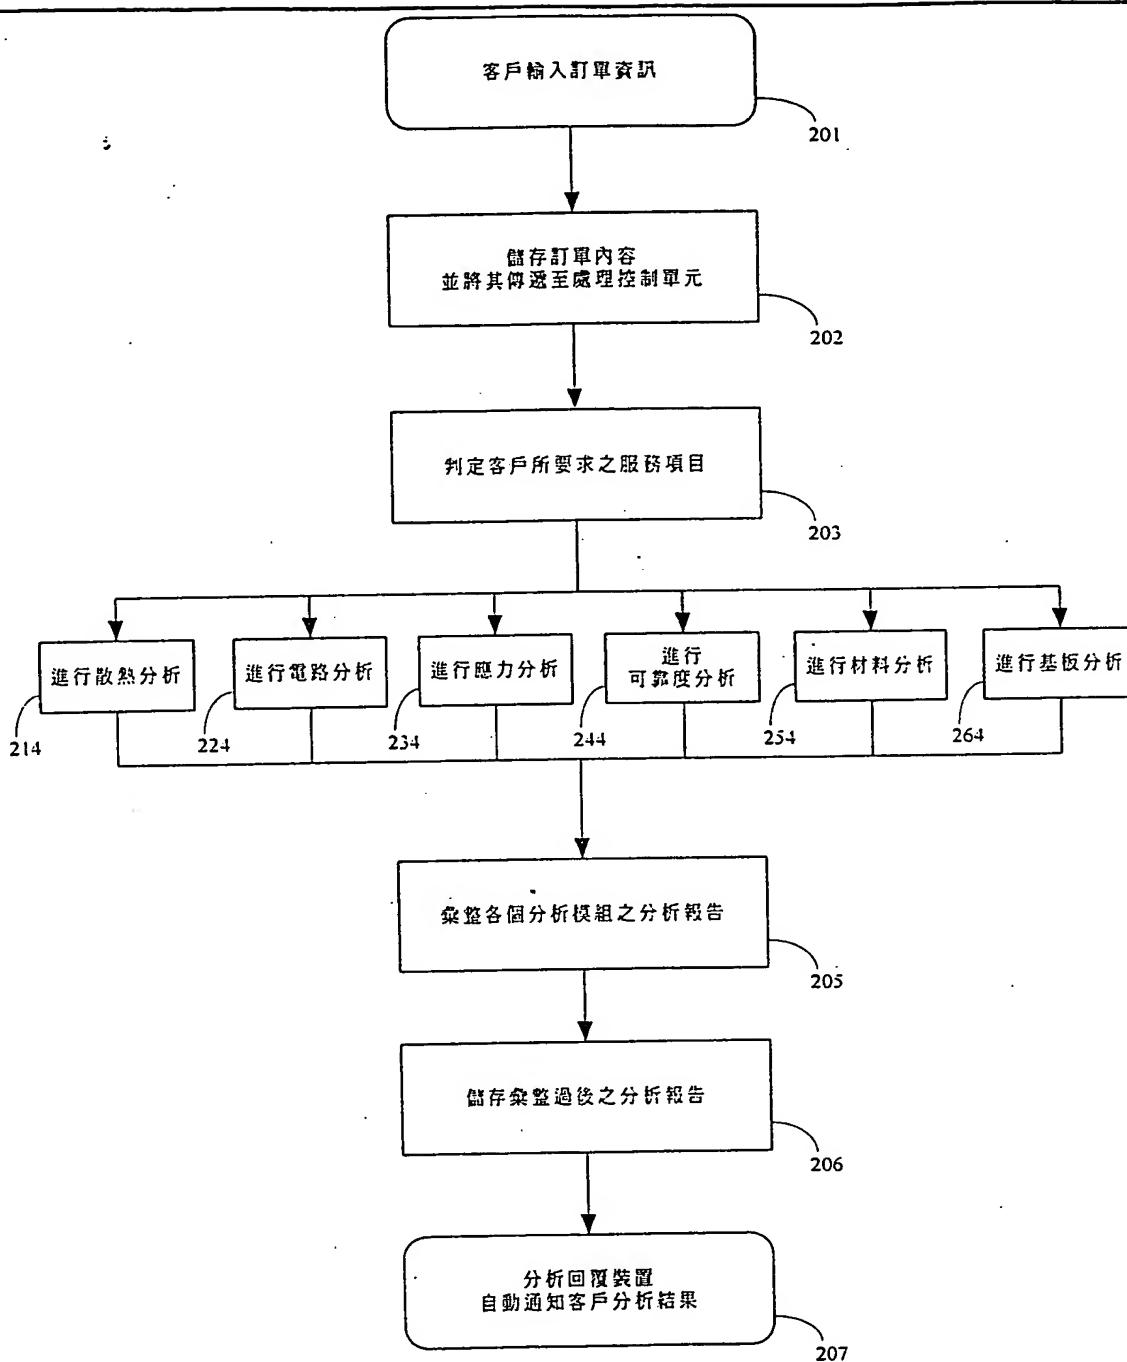 客戶輸入訂單資訊
201
儲存訂單內容
並將其傳遞至處理控制單元
202
判定客戶所要求之服務項目
203
進行散熱分析
進行電路分析
進行應力分析
進行
可靠度分析
進行材料分析
進行基板分析
214
224
234
244
254
264
彙整各個分析模組之分析報告
205
儲存彙整過後之分析報告
206
分析回覆裝置
自動通知客戶分析結果
207